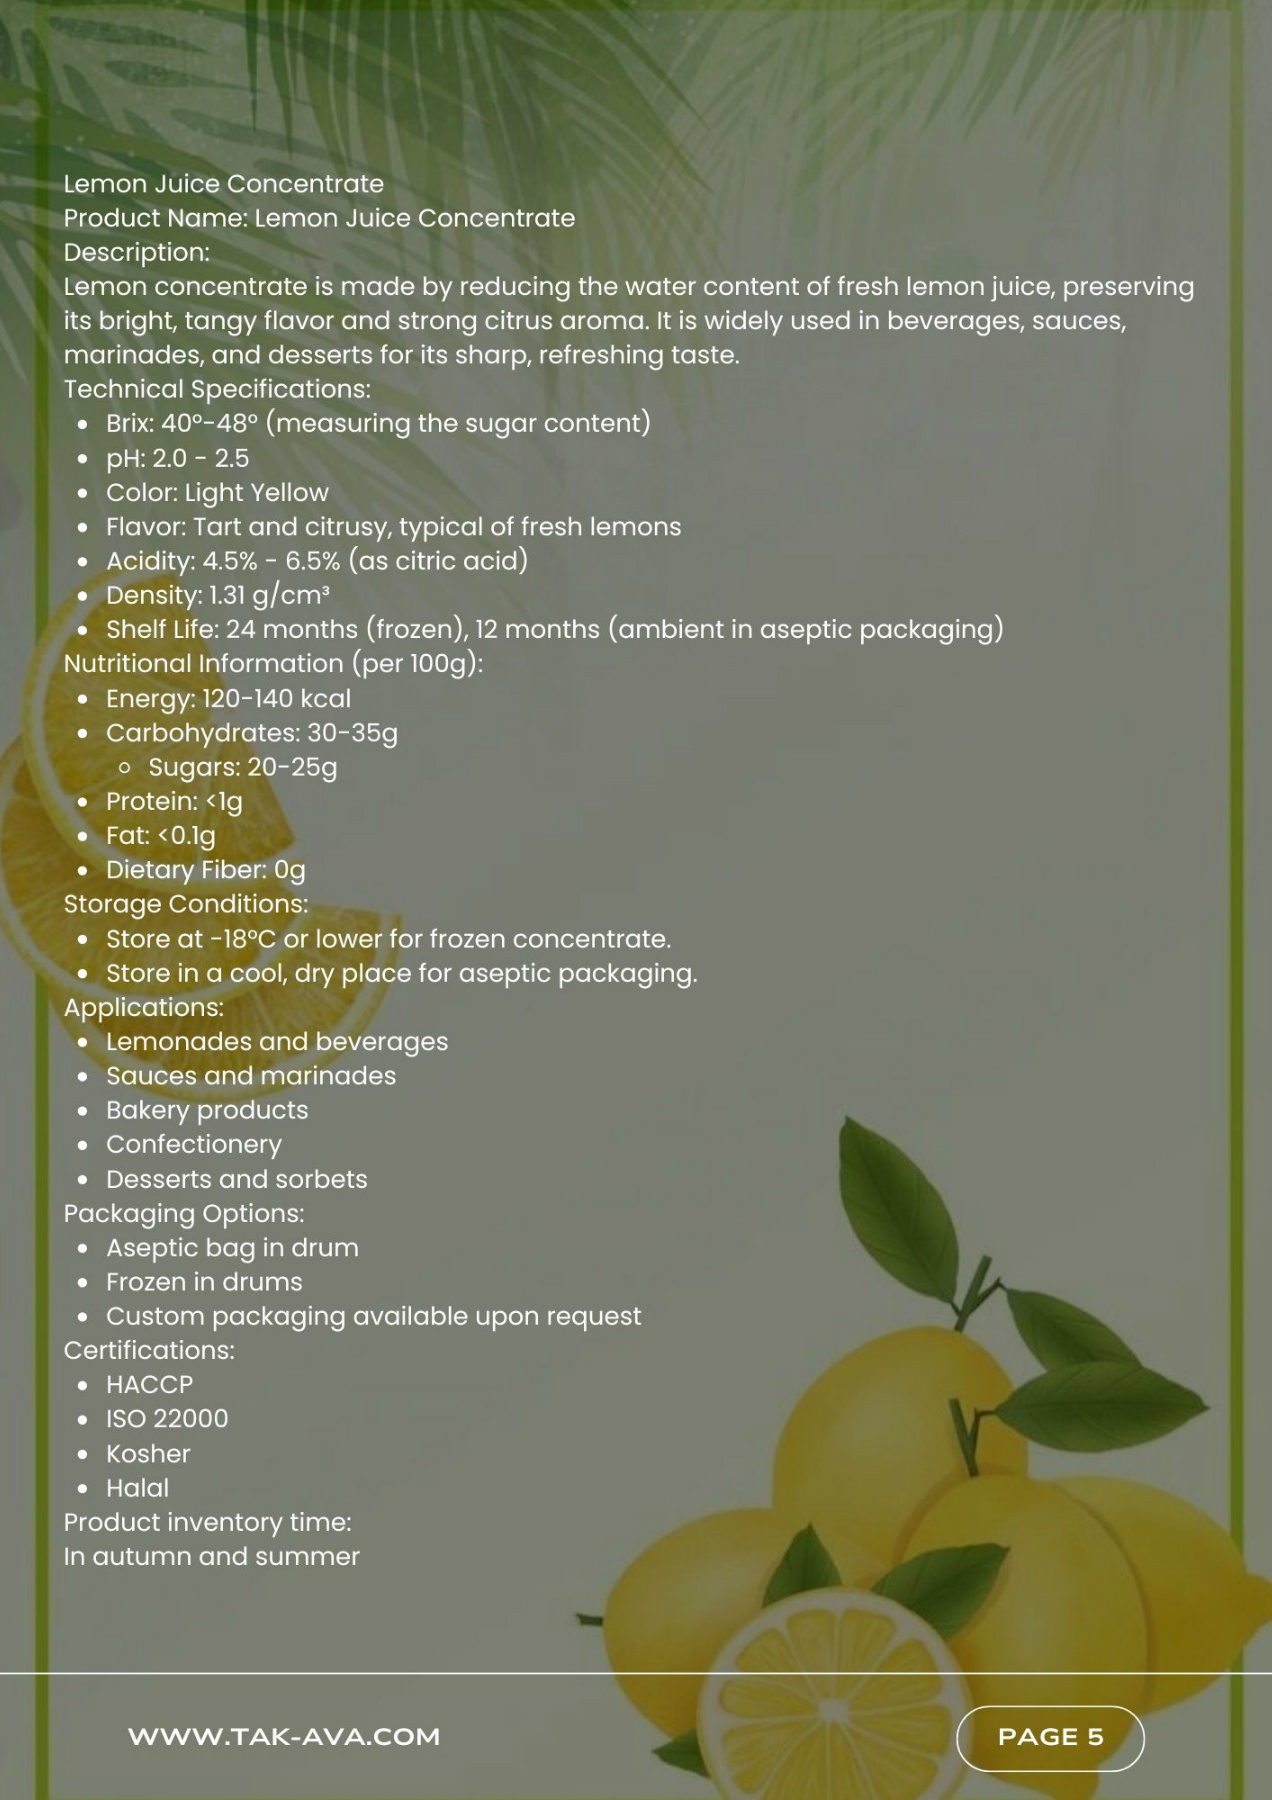 Lemon Juice Concentrate
Product Name: Lemon Juice Concentrate
Description:
Lemon concentrate is made by reducing the water content of fresh lemon juice, preserving
its bright, tangy flavor and strong citrus aroma. It is widely used in beverages, sauces,
marinades, and desserts for its sharp, refreshing taste.
Technical Specifications:
• Brix: 40°-48° (measuring the sugar content)
• pH: 2.0 - 2.5
• Color: Light Yellow
• Flavor: Tart and citrusy, typical of fresh lemons
• Acidity: 4.5% - 6.5% (as citric acid)
• Density: 1.31 g/cm³
• Shelf Life: 24 months (frozen), 12 months (ambient in aseptic packaging)
Nutritional Information (per 100g):
• Energy: 120-140 kcal
• Carbohydrates: 30-35g
○ Sugars: 20-25g
• Protein: <1g
• Fat: <0.1g
• Dietary Fiber: 0g
Storage Conditions:
• Store at -18°C or lower for frozen concentrate.
• Store in a cool, dry place for aseptic packaging.
Applications:
• Lemonades and beverages
• Sauces and marinades
• Bakery products
• Confectionery
• Desserts and sorbets
Packaging Options:
• Aseptic bag in drum
• Frozen in drums
• Custom packaging available upon request
Certifications:
• HACCP
• ISO 22000
• Kosher
• Halal
Product inventory time:
In autumn and summer
WWW.TAK-AVA.COM
PAGE 5